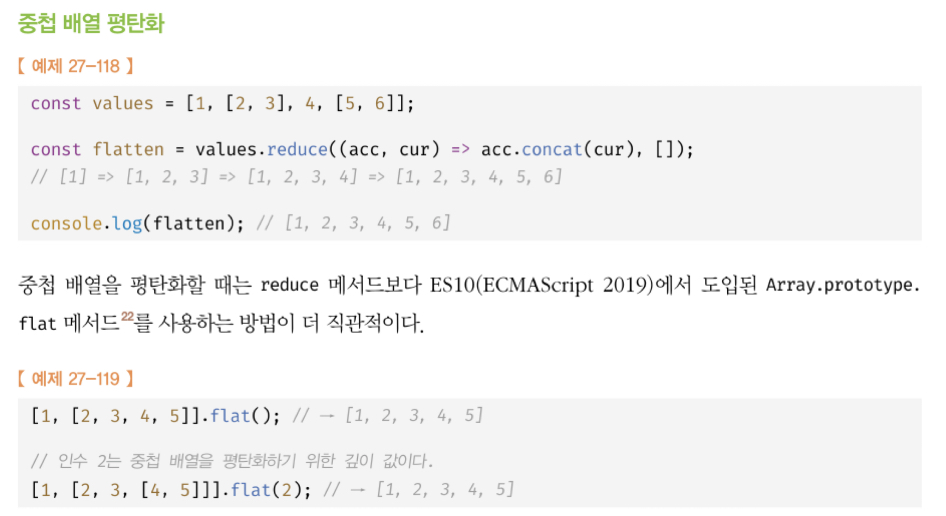 중첩 배열 평탄화
【 예제 27-118 】
const values = [1, [2, 3], 4, [5, 6]];
const flatten = values.reduce((acc, cur) => acc.concat(cur), []);
// [1] => [1, 2, 3] => [1, 2, 3, 4] => [1, 2, 3, 4, 5, 6]
console.log(flatten); // [1, 2, 3, 4, 5, 6]
중첩 배열을 평탄화할 때는 reduce 메서드보다 ES10(ECMAScript 2019)에서 도입된 Array.prototype.
flat 메서드22를 사용하는 방법이 더 직관적이다.
【 예제 27-119 】
[1, [2, 3, 4, 5]].flat(); // → [1, 2, 3, 4, 5]
// 인수 2는 중첩 배열을 평탄화하기 위한 깊이 값이다.
[1, [2, 3, [4, 5]]].flat(2); // → [1, 2, 3, 4, 5]